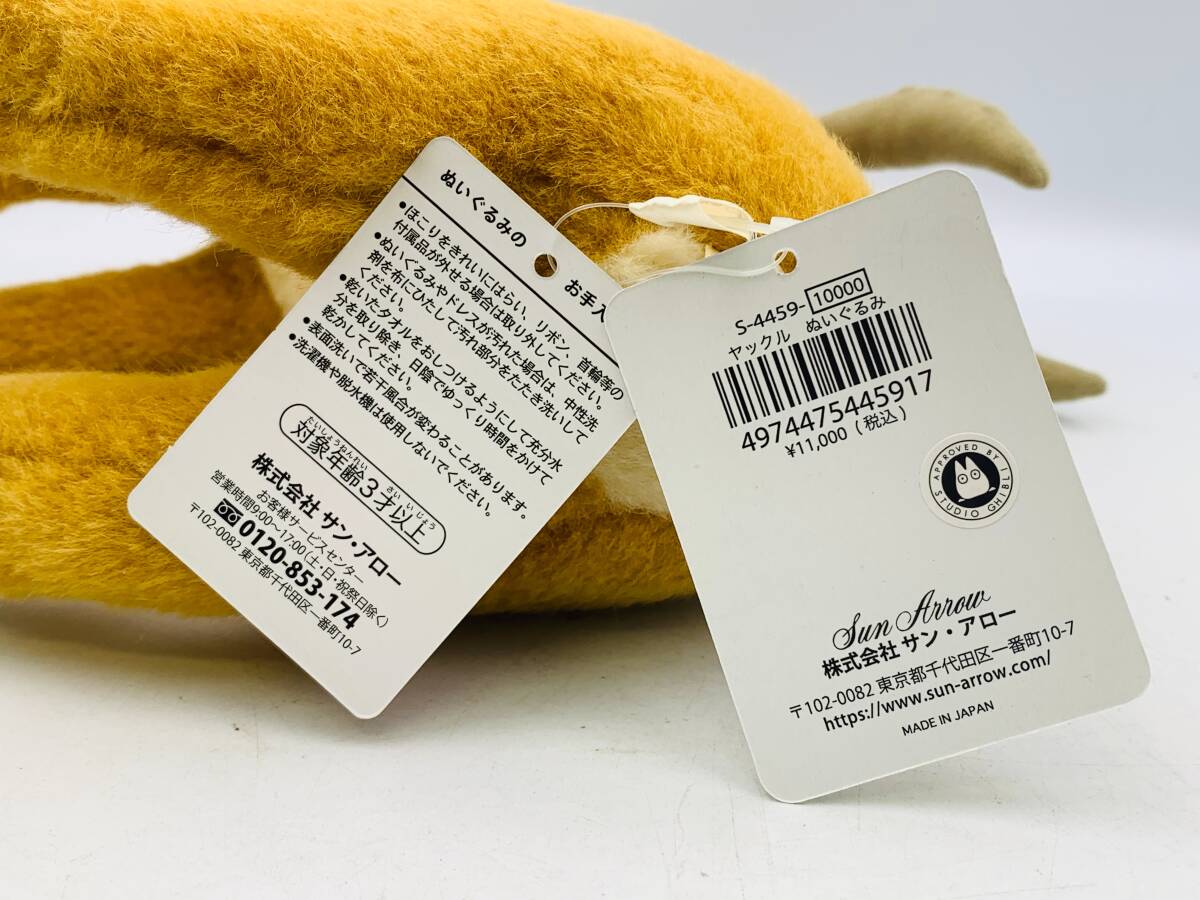 ぬいぐるみの お手入
•ほこりをきれいにはらい、リボン、首輪等の
付属品が外せる場合は取り外してください。
•ぬいぐるみやドレスが汚れた場合は、中性洗
剤を布にひたして汚れ部分をたたき洗いして
ください。
•乾いたタオルをおしつけるようにして充分水
分を取り除き、日陰でゆっくり時間をかけて
乾かしてください。
•表面洗いで若干風合が変わることがあります。
•洗濯機や脱水機は使用しないでください。
たいしょうねんれい さい いじょう
対象年齢3才以上
株式会社 サン・アロー
お客様サービスセンター
営業時間9:00〜17:00(土・日・祝祭日除く)
0120-853-174
〒102-0082 東京都千代田区一番町10-7
S-4459-10000
ヤックル ぬいぐるみ
4974475445917
¥11,000 (税込)
APPROVED BY
STUDIO GHIBLI
Sun Arrow
株式会社 サン・アロー
〒102-0082 東京都千代田区一番町10-7
https://www.sun-arrow.com/
MADE IN JAPAN